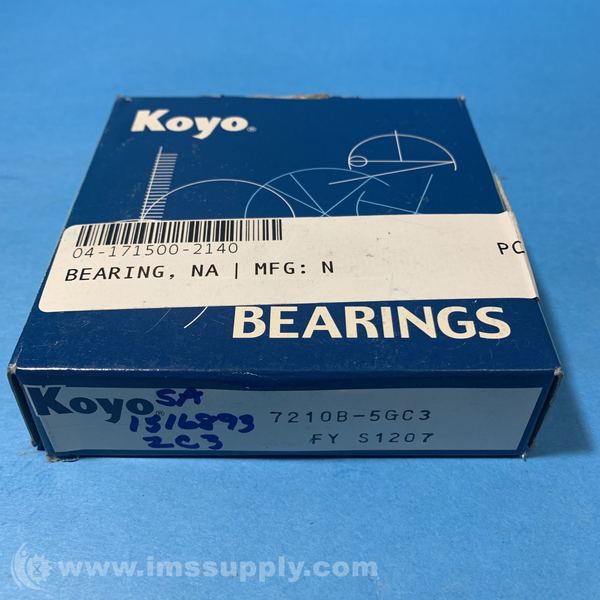 Koyo®
04-171500-2140
BEARING, NA | MFG: N
PC
BEARINGS
Koyo®
SA
1316893
2C3
7210B-5GC3
FY S1207
© www.imssupply.com